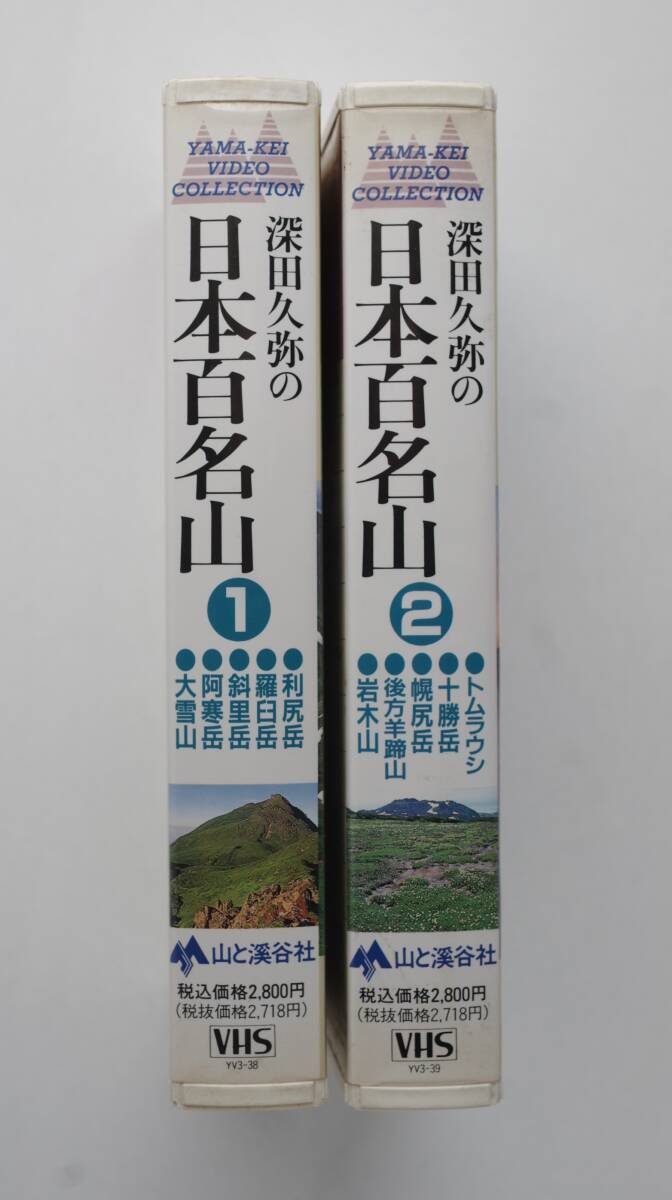 YAMA-KEI
VIDEO
COLLECTION
深田久弥の
日本百名山
1
●利尻岳
●羅臼岳
●斜里岳
●阿寒岳
●大雪山
山と溪谷社
税込価格2,800円
(税抜価格2,718円)
VHS
YV3-38
YAMA-KEI
VIDEO
COLLECTION
深田久弥の
日本百名山
2
●トムラウシ
●十勝岳
●幌尻岳
●後方羊蹄山
●岩木山
山と溪谷社
税込価格2,800円
(税抜価格2,718円)
VHS
YV3-39